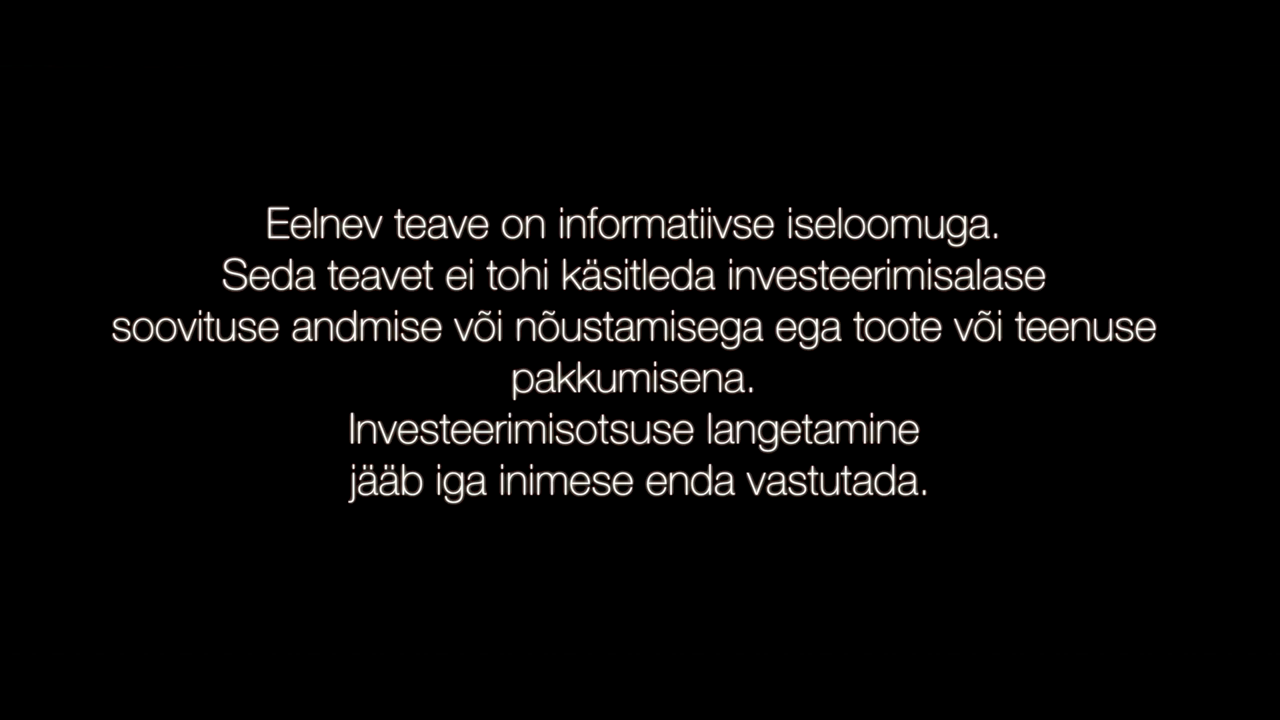 Eelnev teave on informatiivse iseloomuga.
Seda teavet ei tohi käsitleda investeerimisalase
soovituse andmise või nõustamisega ega toote või teenuse
pakkumisena.
Investeerimisotsuse langetamine
jääb iga inimese enda vastutada.